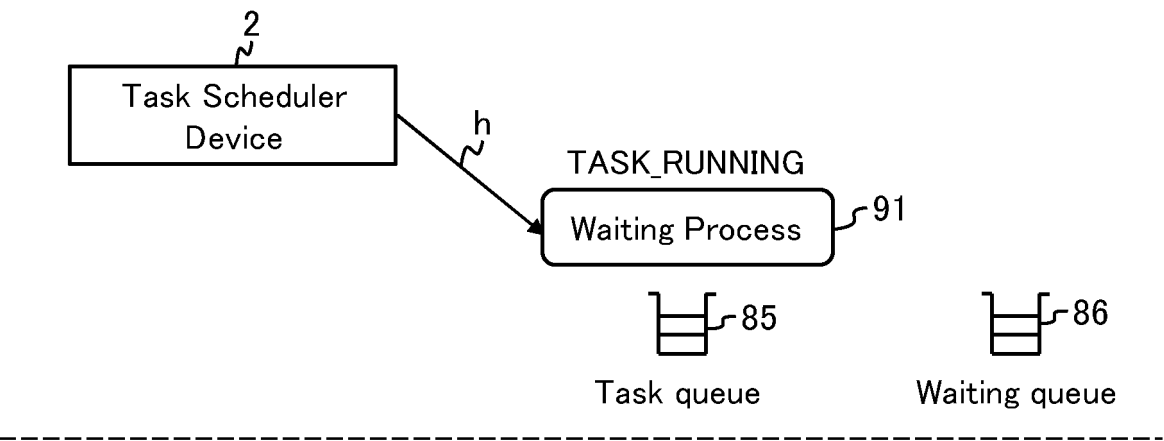 2
Task Scheduler
Device
h
TASK_RUNNING
Waiting Process
91
85
86
Task queue
Waiting queue